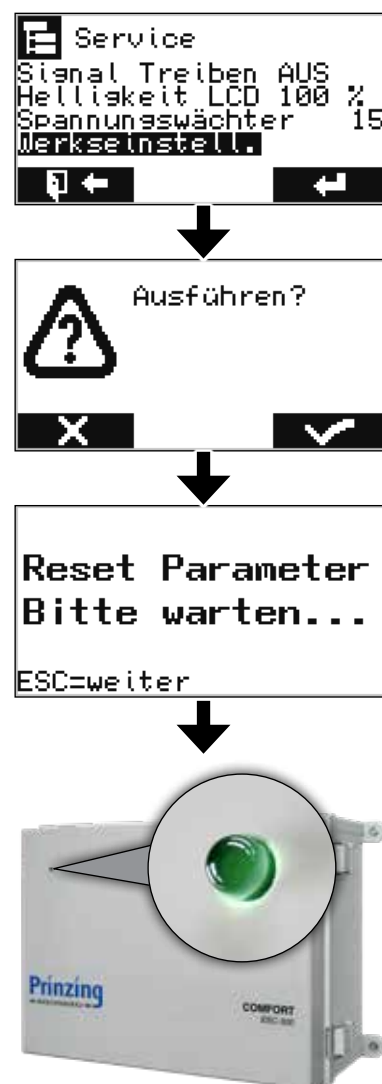 Service
Signal Treiben AUS
Helligkeit LCD 100 %
Spannungswächter 15
Werkseinstell.
Ausführen?
Reset Parameter
Bitte warten...
ESC=weiter
Prinzing
COMFORT